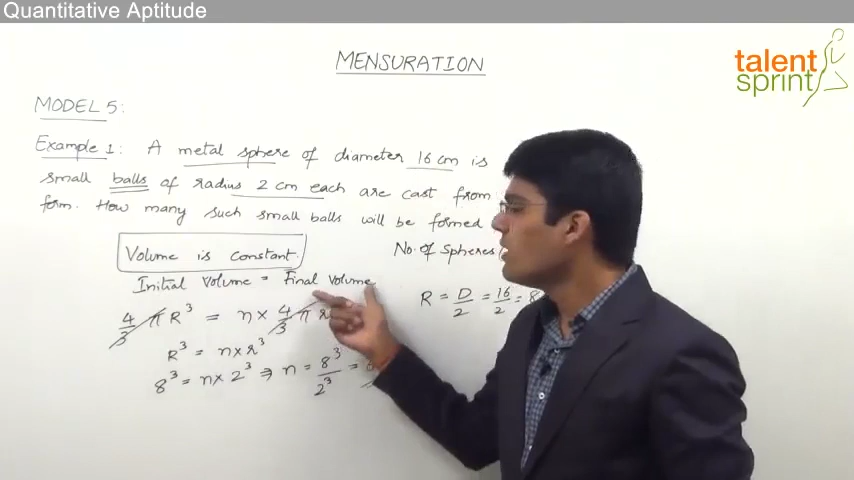 Quantitative Aptitude
talent
sprint
MENSURATION
MODEL 5:
Example 1: A metal sphere of diameter 16 cm is
small balls of radius 2 cm each are cast from
form. How many such small balls will be formed
Volume is constant.
No. of Spheres
Initial Volume = Final Volume
R = D/2 = 16/2 = 8
4/3 π R³ = n × 4/3 π r
R³ = n × r³
8³ = n × 2³ ⇒ n = 8³/2³ =